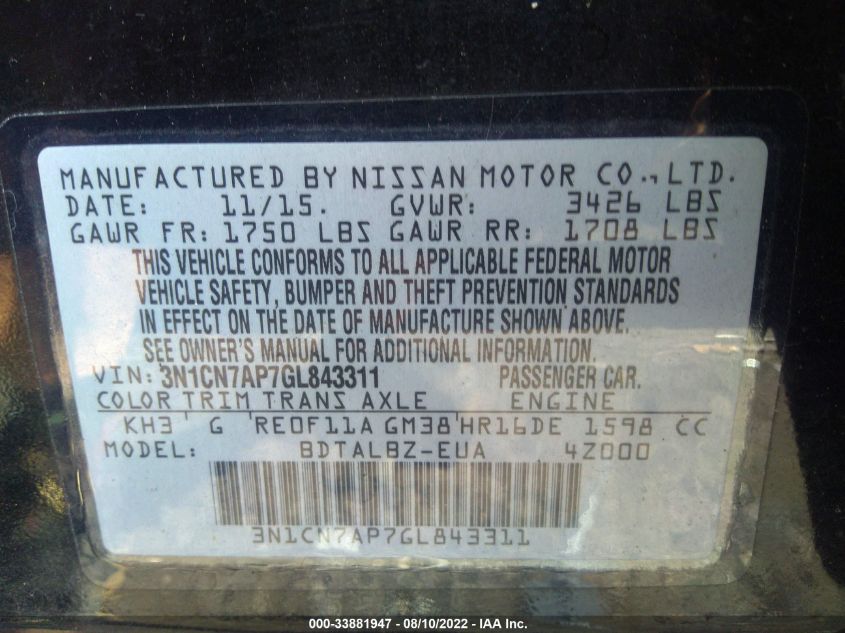 MANUFACTURED BY NISSAN MOTOR CO., LTD.
DATE: 11/15. GVWR: 3426 LBS
GAWR FR: 1750 LBS GAWR RR: 1708 LBS
THIS VEHICLE CONFORMS TO ALL APPLICABLE FEDERAL MOTOR
VEHICLE SAFETY, BUMPER AND THEFT PREVENTION STANDARDS
IN EFFECT ON THE DATE OF MANUFACTURE SHOWN ABOVE.
SEE OWNER'S MANUAL FOR ADDITIONAL INFORMATION.
VIN: 3N1CN7AP7GL843311 PASSENGER CAR.
COLOR TRIM TRANS AXLE ENGINE
KH3 G RE0F11A GM38 HR16DE 1598 CC
MODEL: BDTALBZ-EUA 4Z000
3N1CN7AP7GL843311
000-33881947 - 08/10/2022 - IAA Inc.